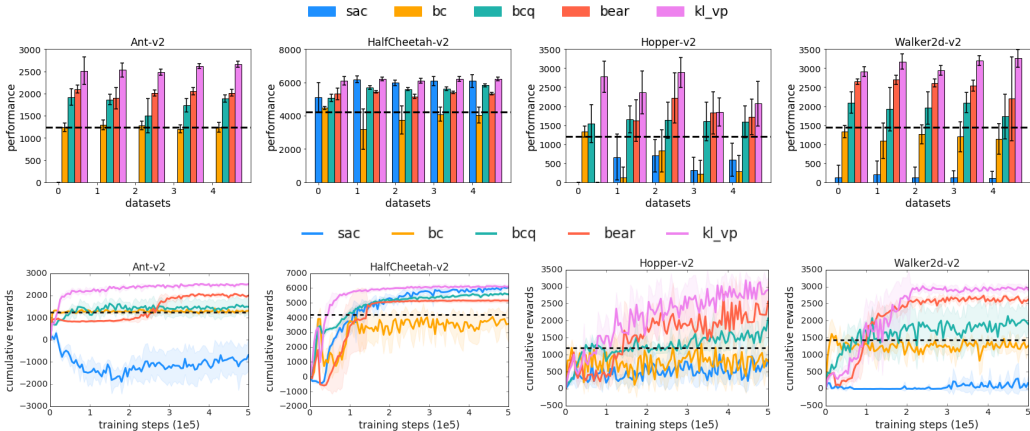 sac bc bcq bear kl_vp
Ant-v2 HalfCheetah-v2 Hopper-v2 Walker2d-v2
performance performance performance performance
3000 2500 2000 1500 1000 500 0
8000 6000 4000 2000 0
3500 3000 2500 2000 1500 1000 500 0
3500 3000 2500 2000 1500 1000 500 0
0 1 2 3 4 0 1 2 3 4 0 1 2 3 4 0 1 2 3 4
datasets datasets datasets datasets
sac bc bcq bear kl_vp
Ant-v2 HalfCheetah-v2 Hopper-v2 Walker2d-v2
cumulative rewards cumulative rewards cumulative rewards cumulative rewards
3000 2000 1000 0 −1000 −2000 −3000
7000 6000 5000 4000 3000 2000 1000 0 −1000 −2000
3500 3000 2500 2000 1500 1000 500 0 −500
3500 3000 2500 2000 1500 1000 500 0 −500
0 1 2 3 4 5 0 1 2 3 4 5 0 1 2 3 4 5 0 1 2 3 4 5
training steps (1e5) training steps (1e5) training steps (1e5) training steps (1e5)